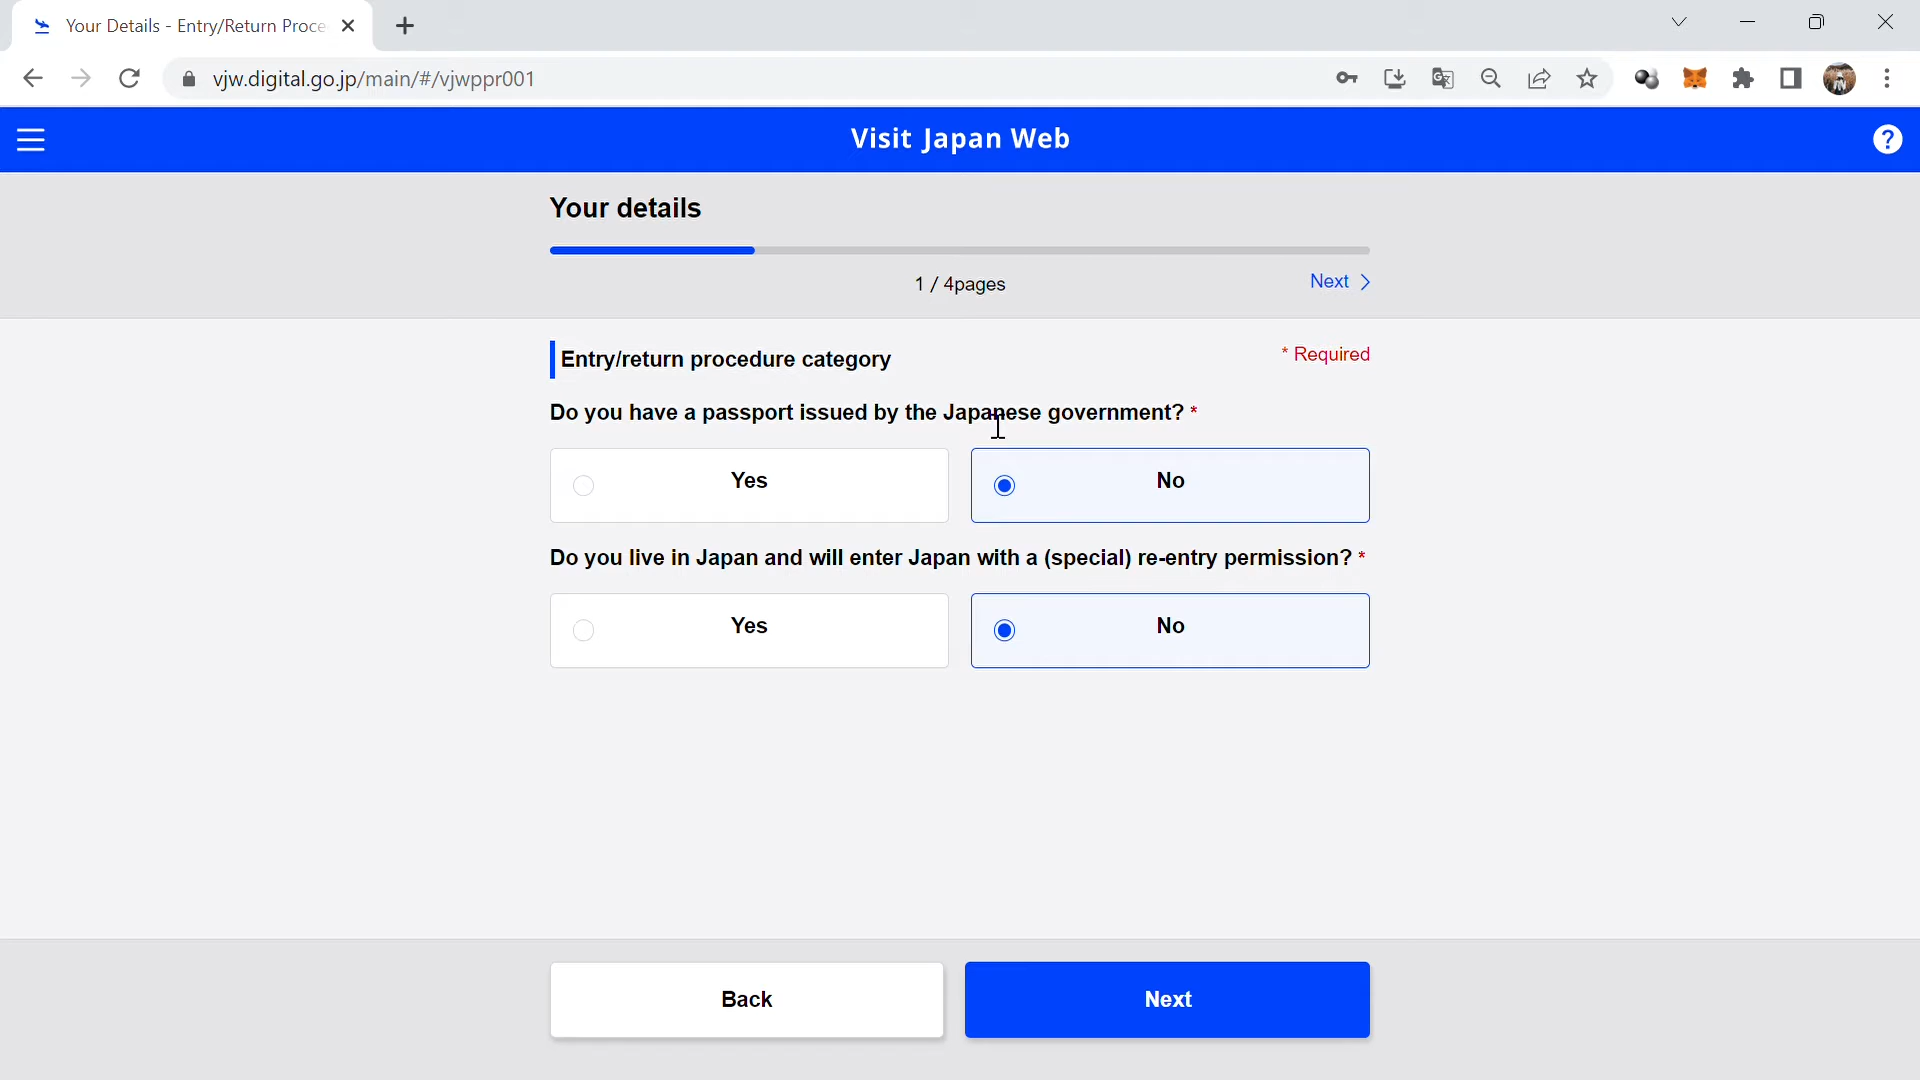 Your Details - Entry/Return Proce
vjw.digital.go.jp/main/#/vjwppr001
Visit Japan Web
?
Your details
1 / 4pages
Next
Entry/return procedure category
* Required
Do you have a passport issued by the Japanese government? *
Yes
No
Do you live in Japan and will enter Japan with a (special) re-entry permission? *
Yes
No
Back
Next